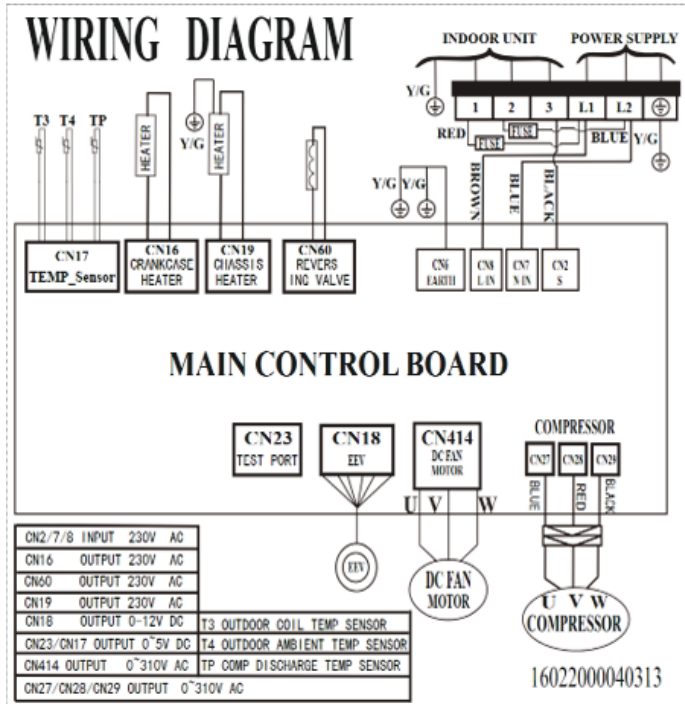 WIRING DIAGRAM
INDOOR UNIT POWER SUPPLY
Y/G
1 2 3 L1 L2
RED FUSE FUSE BLUE Y/G
T3 T4 TP
HEATER
Y/G
HEATER
Y/G Y/G
BROWN
BLUE
BLACK
CN17
TEMP_Sensor
CN16
CRANKCASE
HEATER
CN19
CHASSIS
HEATER
CN60
REVERS
ING VALVE
CN6
EARTH
CN8
L IN
CN7
N IN
CN2
S
MAIN CONTROL BOARD
CN23
TEST PORT
CN18
EEV
CN414
DC FAN
MOTOR
COMPRESSOR
CN27 CN28 CN29
BLUE
RED
BLACK
U V W
EEV
DC FAN
MOTOR
U V W
COMPRESSOR
CN2/7/8 INPUT 230V AC
CN16 OUTPUT 230V AC
CN60 OUTPUT 230V AC
CN19 OUTPUT 230V AC
CN18 OUTPUT 0-12V DC
T3 OUTDOOR COIL TEMP SENSOR
CN23/CN17 OUTPUT 0~5V DC
T4 OUTDOOR AMBIENT TEMP SENSOR
CN414 OUTPUT 0~310V AC
TP COMP DISCHARGE TEMP SENSOR
CN27/CN28/CN29 OUTPUT 0~310V AC
16022000040313